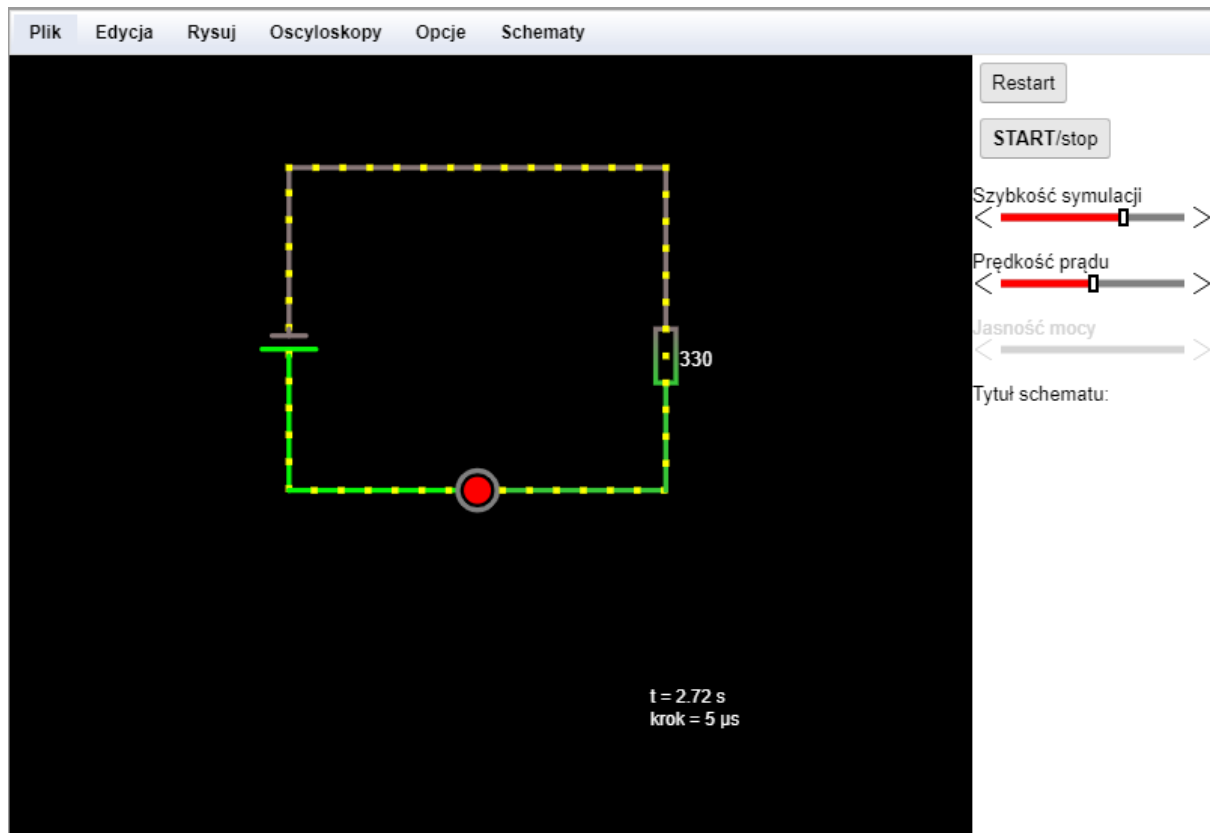 Plik Edycja Rysuj Oscyloskopy Opcje Schematy
Restart
START/stop
Szybkość symulacji
Prędkość prądu
Jasność mocy
Tytuł schematu:
330
t = 2.72 s
krok = 5 µs